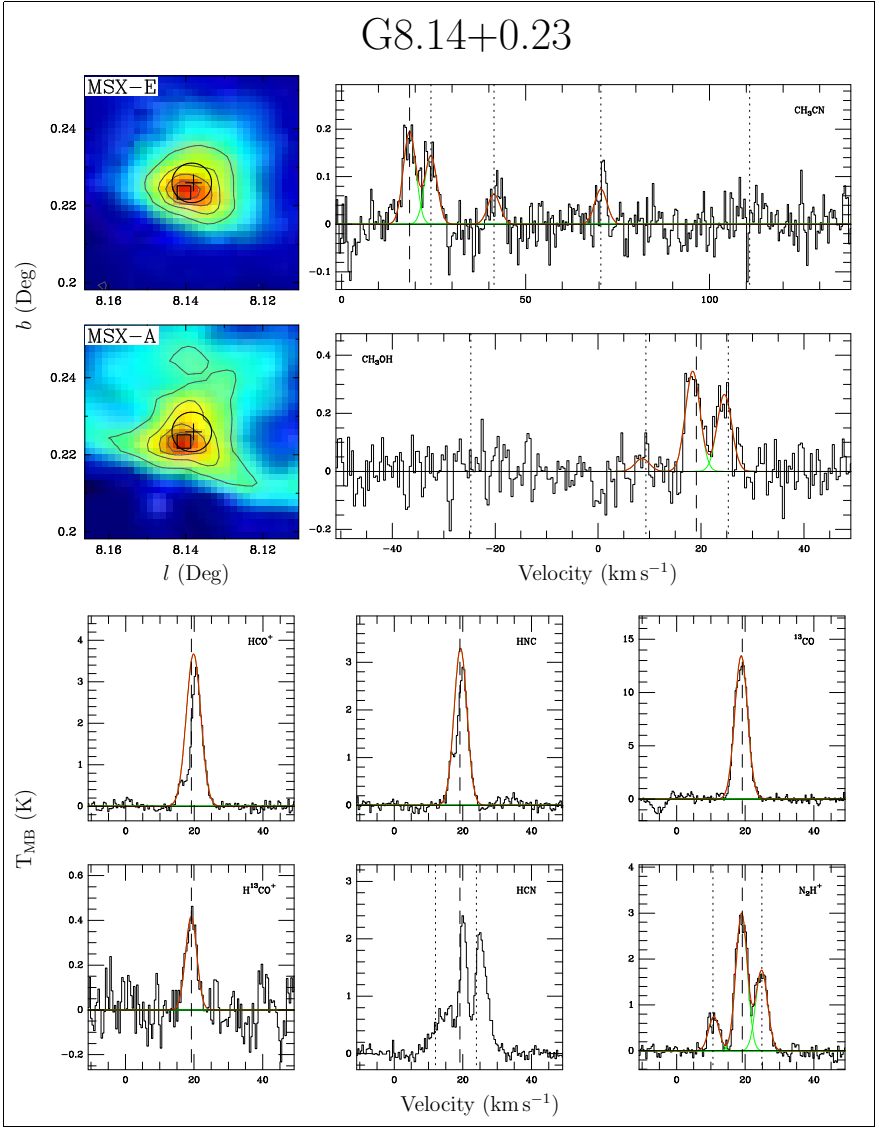 G8.14+0.23
MSX-E
0.24
0.22
0.2
8.16 8.14 8.12
CH₃CN
0.2
0.1
0
-0.1
0 50 100
b (Deg)
MSX-A
0.24
0.22
0.2
8.16 8.14 8.12
l (Deg)
CH₃OH
0.4
0.2
0
-0.2
-40 -20 0 20 40
Velocity (km s⁻¹)
HCO⁺
4
3
2
1
0
0 20 40
HNC
3
2
1
0
0 20 40
¹³CO
15
10
5
0
0 20 40
T_MB (K)
H¹³CO⁺
0.6
0.4
0.2
0
-0.2
0 20 40
HCN
3
2
1
0
0 20 40
N₂H⁺
4
3
2
1
0
0 20 40
Velocity (km s⁻¹)